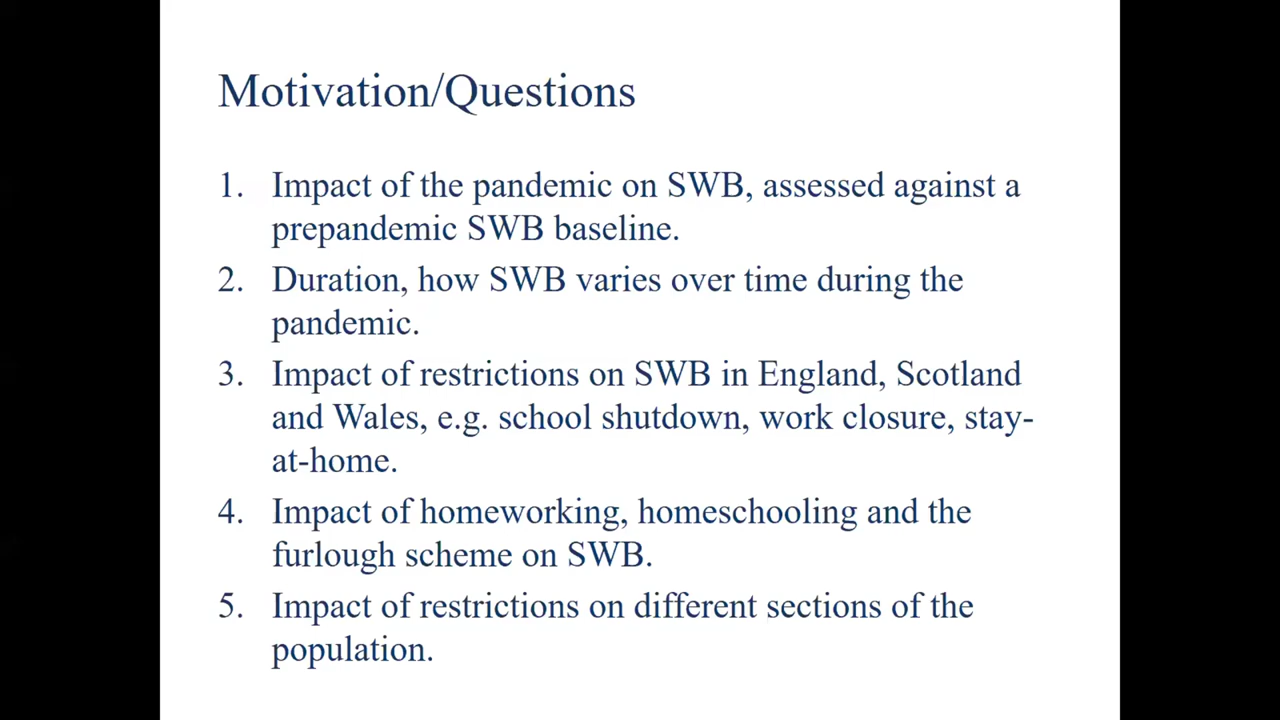 Motivation/Questions
1. Impact of the pandemic on SWB, assessed against a
prepandemic SWB baseline.
2. Duration, how SWB varies over time during the
pandemic.
3. Impact of restrictions on SWB in England, Scotland
and Wales, e.g. school shutdown, work closure, stay-
at-home.
4. Impact of homeworking, homeschooling and the
furlough scheme on SWB.
5. Impact of restrictions on different sections of the
population.